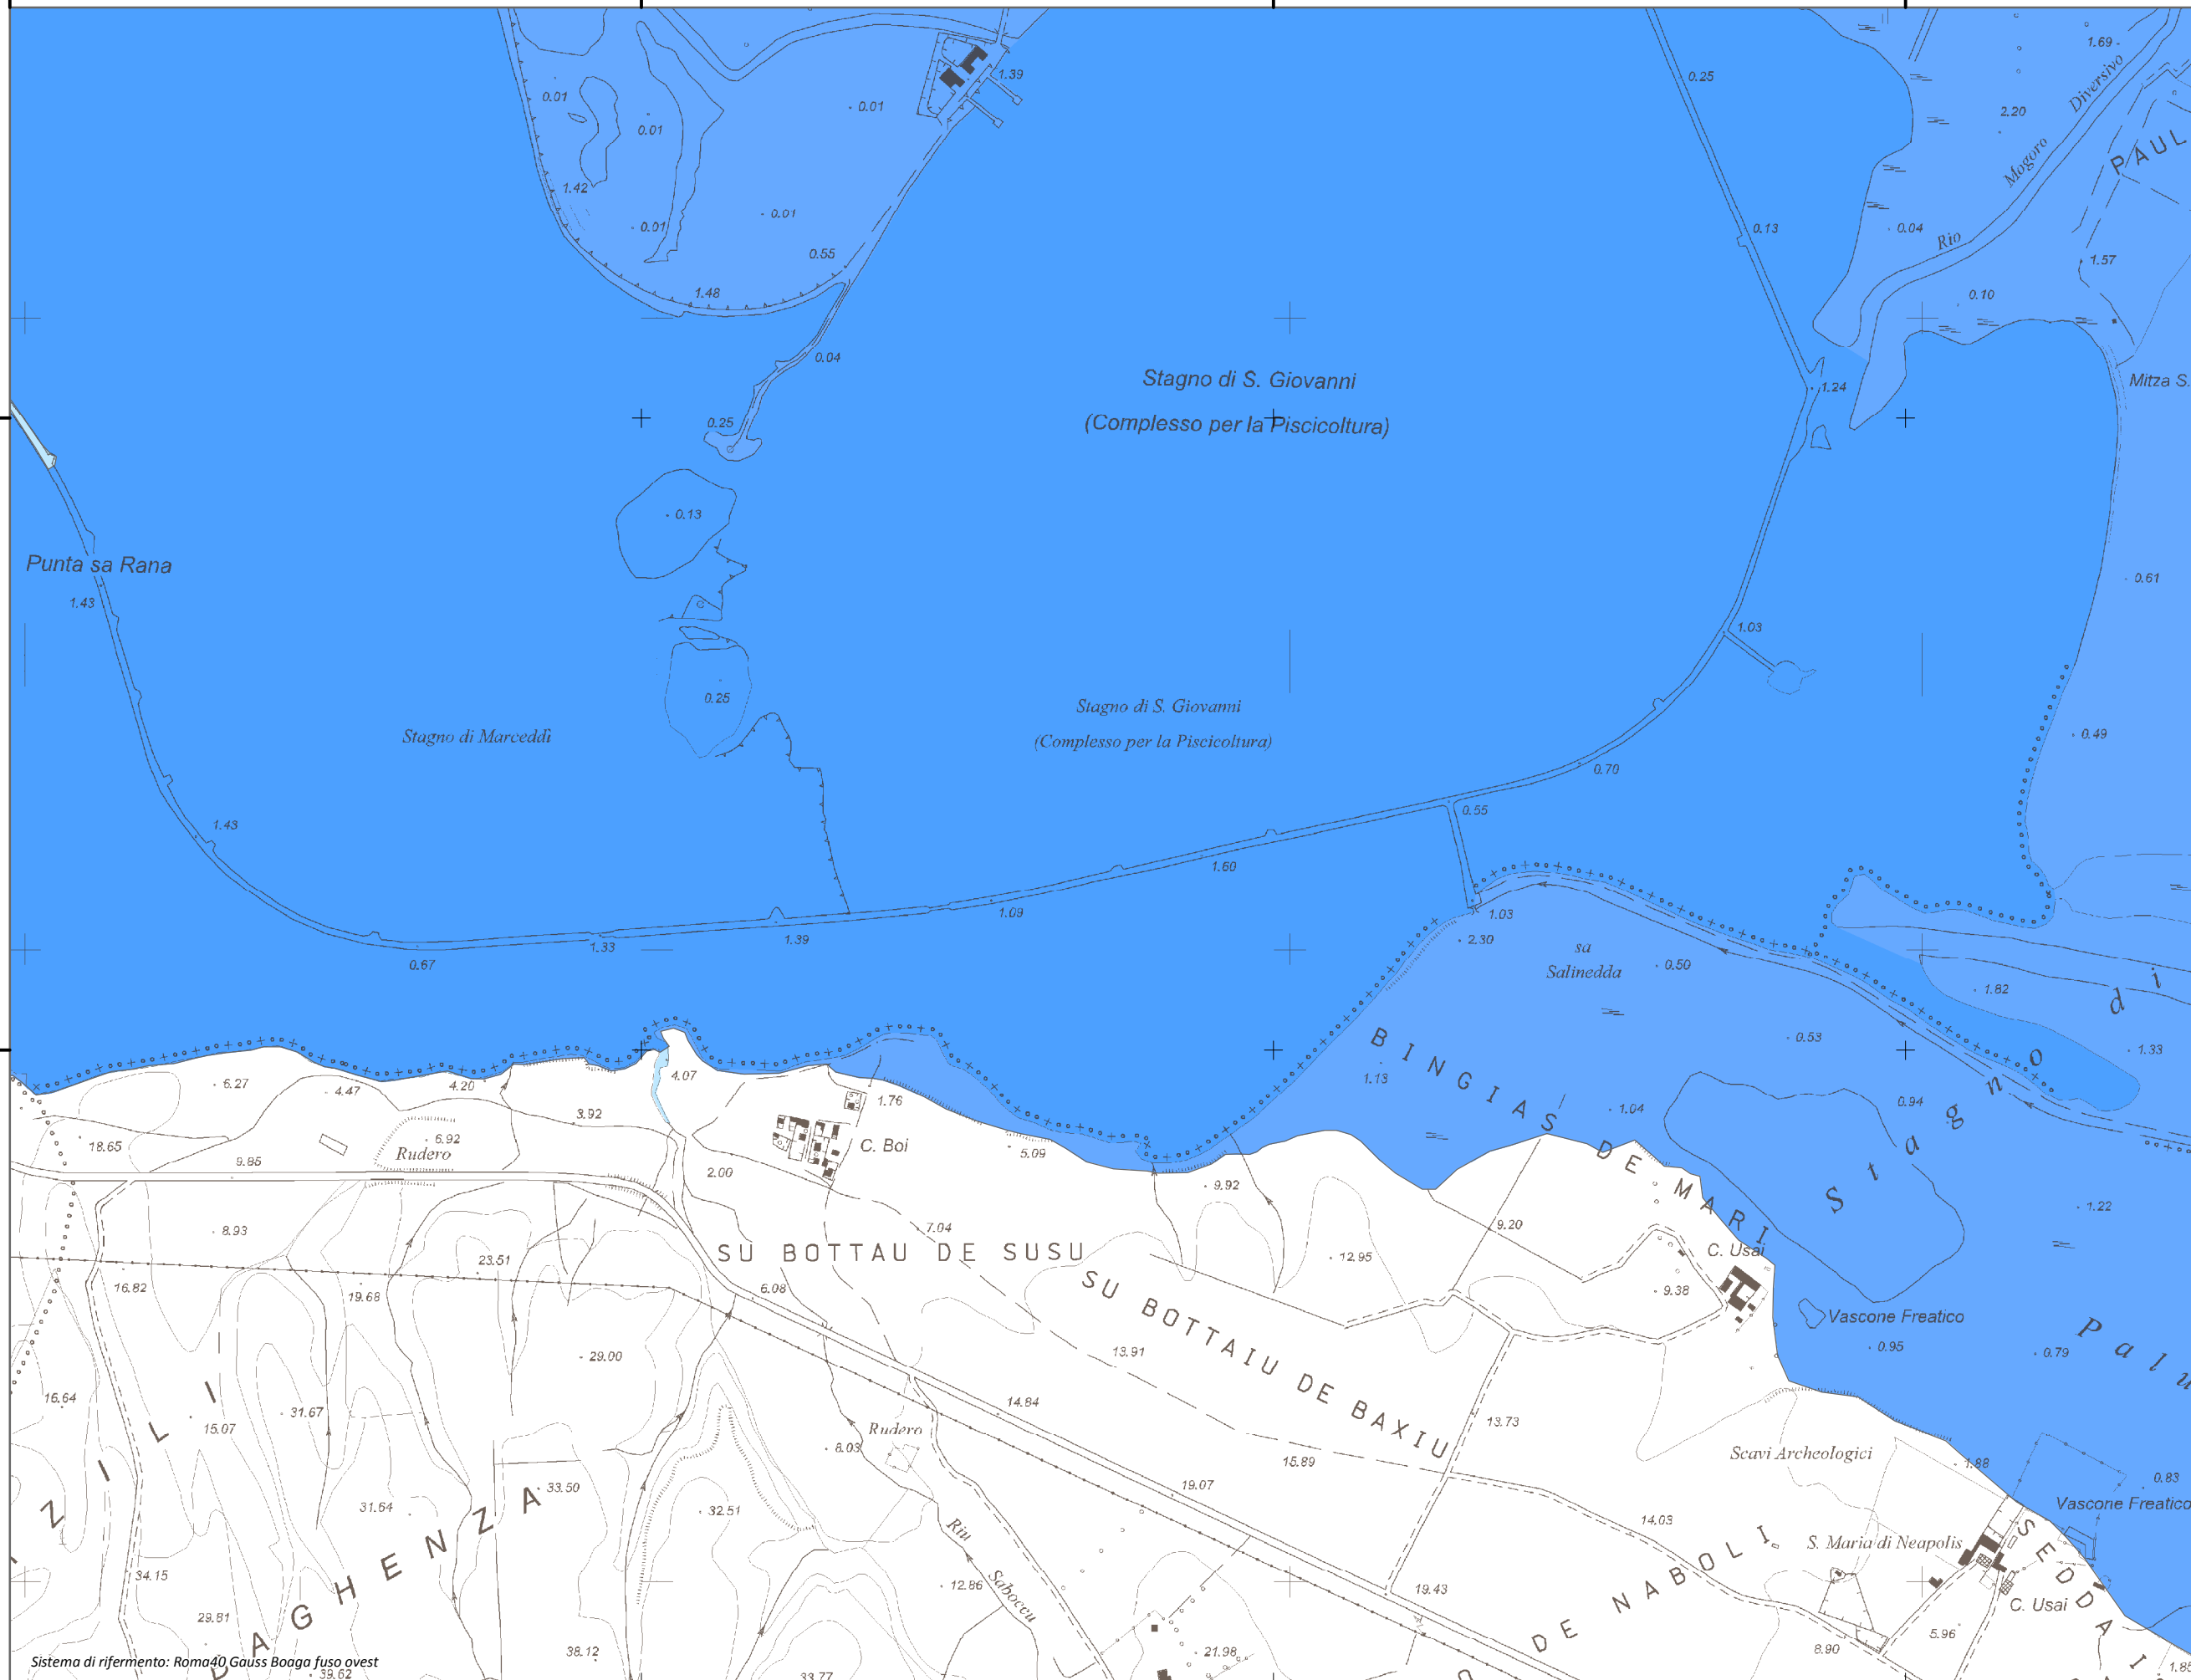 1.69
0.25
1.39
0.01
0.01
2.20
Diversivo
0.01
PAUL
Mogoro
1.42
0.01
0.01
0.13
0.04
Rio
0.55
1.57
1.48
0.10
0.04
Stagno di S. Giovanni
(Complesso per la Piscicoltura)
1.24
Mitza S.
0.25
0.13
Punta sa Rana
1.43
0.61
1.03
0.25
Stagno di S. Giovanni
(Complesso per la Piscicoltura)
Stagno di Marceddì
0.49
0.70
0.55
1.43
1.60
1.09
1.03
1.39
1.33
2.30
0.67
sa
Salinedda
0.50
1.82
0.53
1.33
Stagno di
BINGIAS DE MARI
1.13
4.07
6.27
4.47
4.20
3.92
1.76
1.04
0.94
18.65
9.85
6.92
Rudero
C. Boi
5.09
2.00
9.92
1.22
8.93
7.04
9.20
SU BOTTAU DE SUSU
12.95
C. Usai
23.51
16.82
19.68
6.08
9.38
SU BOTTAIU DE BAXIU
Vascone Freatico
0.95
0.79
Palu
29.00
13.91
16.64
31.67
15.07
14.84
13.73
Rudero
8.03
15.89
Scavi Archeologici
1.88
0.83
33.50
31.64
32.51
19.07
Vascone Freatico
14.03
Riu Saboccu
S. Maria di Neapolis
SEDDA
34.15
12.86
19.43
DE NABOLI
C. Usai
29.81
DAGHENZA
5.96
8.90
38.12
21.98
1.85
Sistema di rifermento: Roma40 Gauss Boaga fuso ovest
39.62
33.77